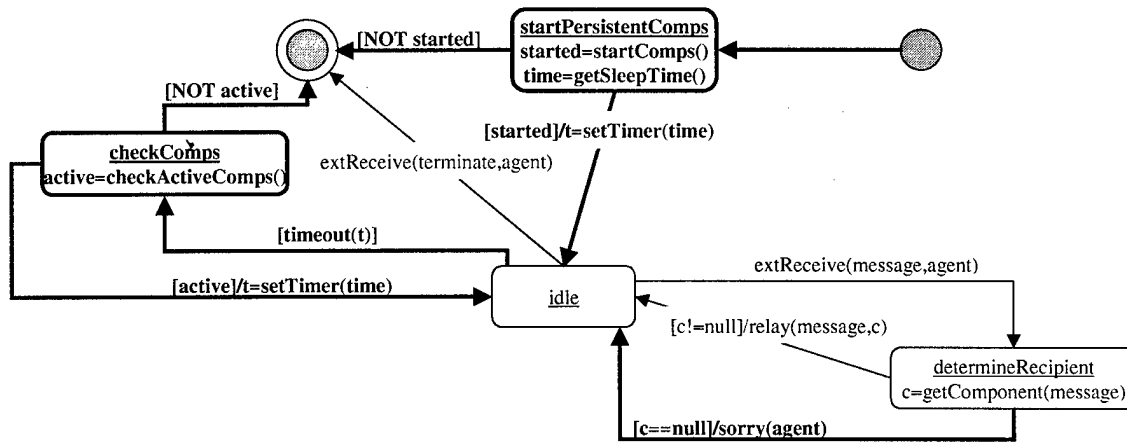 startPersistentComps
started=startComps()
time=getSleepTime()
[NOT started]
[NOT active]
[started]/t=setTimer(time)
checkComps
active=checkActiveComps()
extReceive(terminate,agent)
[timeout(t)]
extReceive(message,agent)
[active]/t=setTimer(time)
idle
[c!=null]/relay(message,c)
determineRecipient
c=getComponent(message)
[c==null]/sorry(agent)